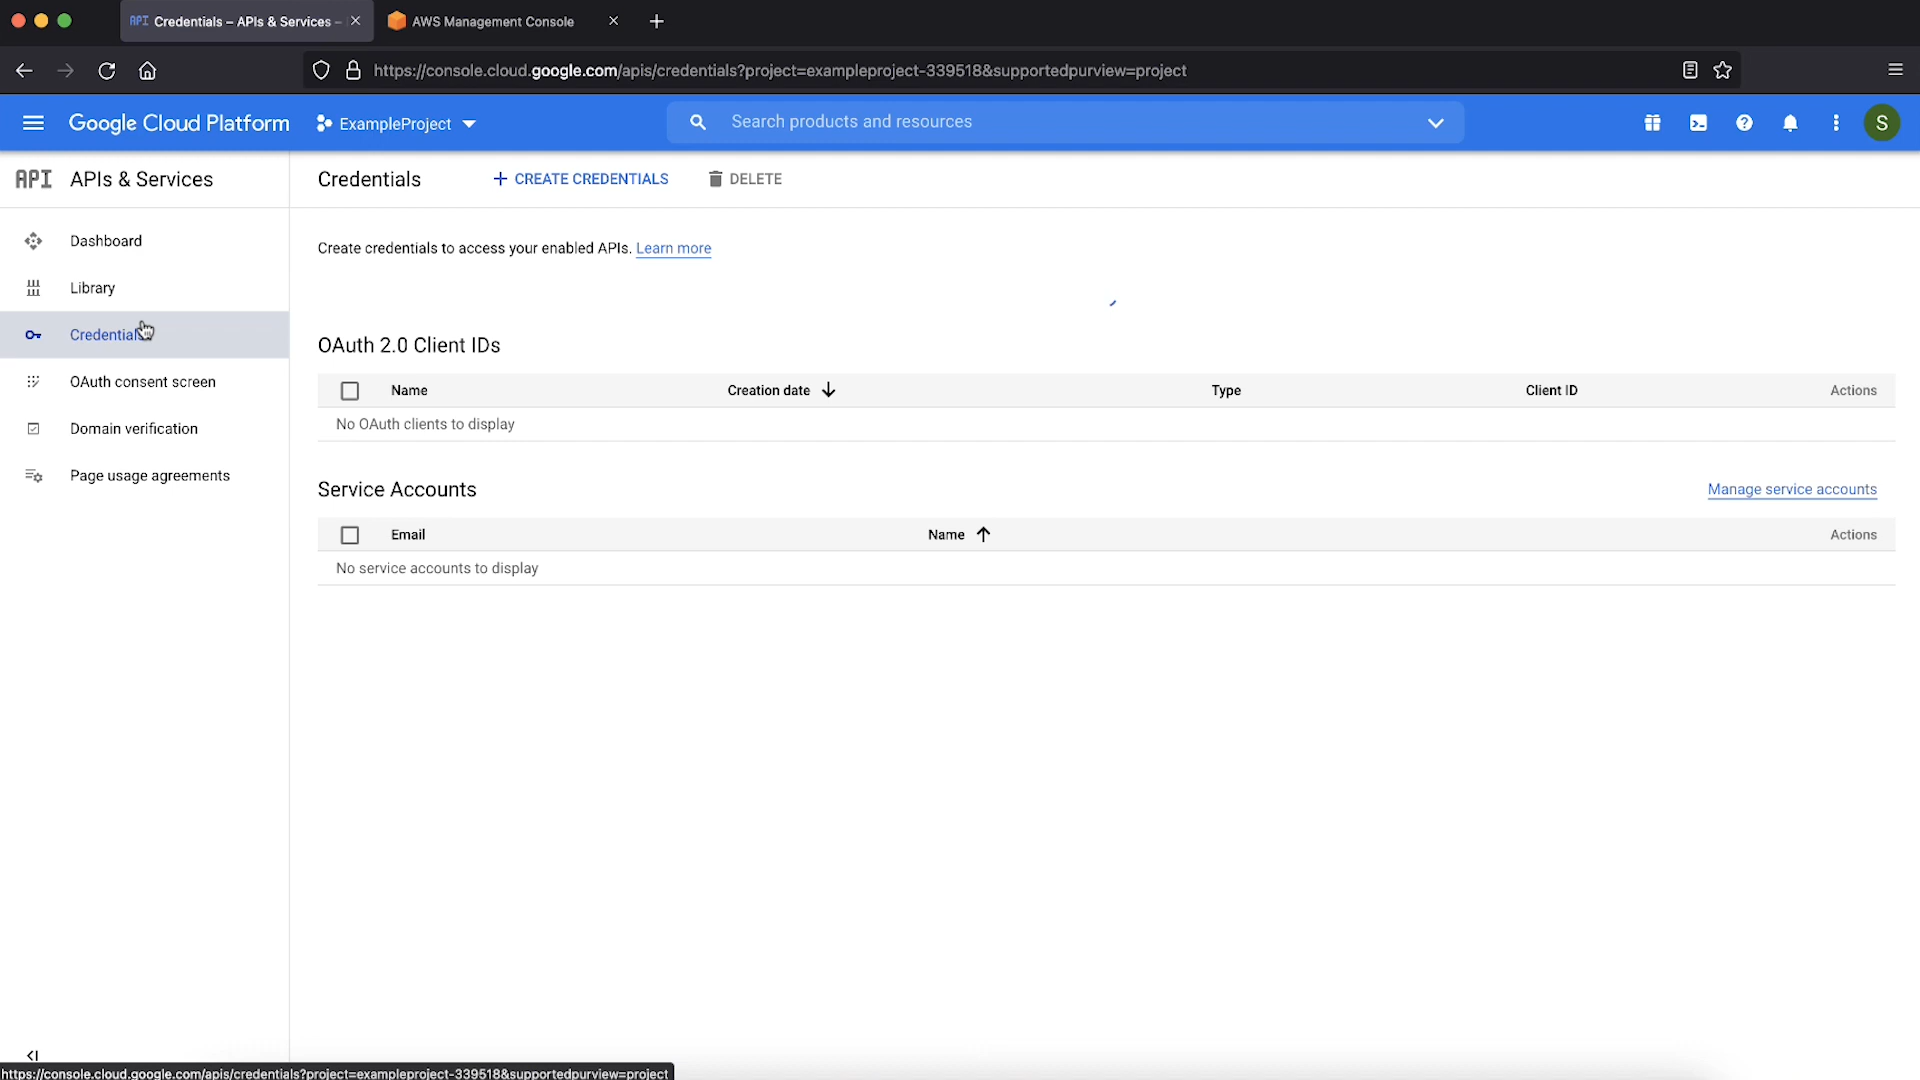 API Credentials – APIs & Services –
AWS Management Console
https://console.cloud.google.com/apis/credentials?project=exampleproject-339518&supportedpurview=project
Google Cloud Platform
ExampleProject
Search products and resources
S
API APIs & Services
Credentials
CREATE CREDENTIALS
DELETE
Dashboard
Library
Credentials
OAuth consent screen
Domain verification
Page usage agreements
Create credentials to access your enabled APIs. Learn more
OAuth 2.0 Client IDs
Name Creation date Type Client ID Actions
No OAuth clients to display
Service Accounts
Manage service accounts
Email Name Actions
No service accounts to display
https://console.cloud.google.com/apis/credentials?project=exampleproject-339518&supportedpurview=project